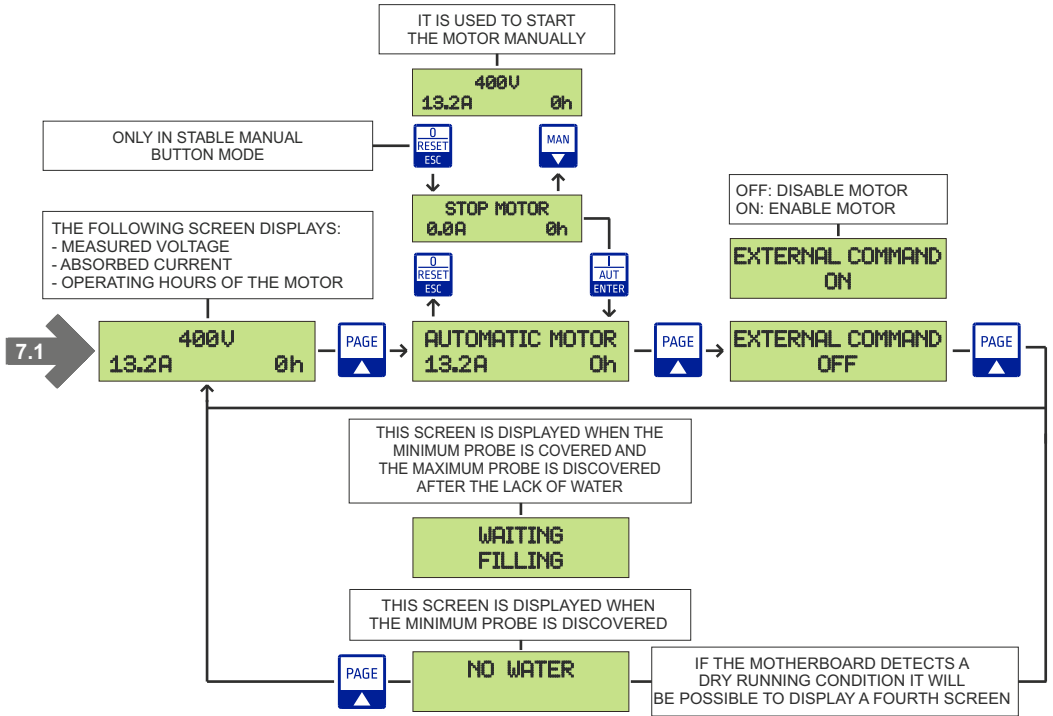 IT IS USED TO START
THE MOTOR MANUALLY
400V
13.2A 0h
ONLY IN STABLE MANUAL
BUTTON MODE
0
RESET
ESC
MAN
STOP MOTOR
0.0A 0h
OFF: DISABLE MOTOR
ON: ENABLE MOTOR
THE FOLLOWING SCREEN DISPLAYS:
- MEASURED VOLTAGE
- ABSORBED CURRENT
- OPERATING HOURS OF THE MOTOR
0
RESET
ESC
I
AUT
ENTER
EXTERNAL COMMAND
ON
7.1
400V
13.2A 0h
PAGE
AUTOMATIC MOTOR
13.2A 0h
PAGE
EXTERNAL COMMAND
OFF
PAGE
THIS SCREEN IS DISPLAYED WHEN THE
MINIMUM PROBE IS COVERED AND
THE MAXIMUM PROBE IS DISCOVERED
AFTER THE LACK OF WATER
WAITING
FILLING
THIS SCREEN IS DISPLAYED WHEN
THE MINIMUM PROBE IS DISCOVERED
PAGE
NO WATER
IF THE MOTHERBOARD DETECTS A
DRY RUNNING CONDITION IT WILL
BE POSSIBLE TO DISPLAY A FOURTH SCREEN